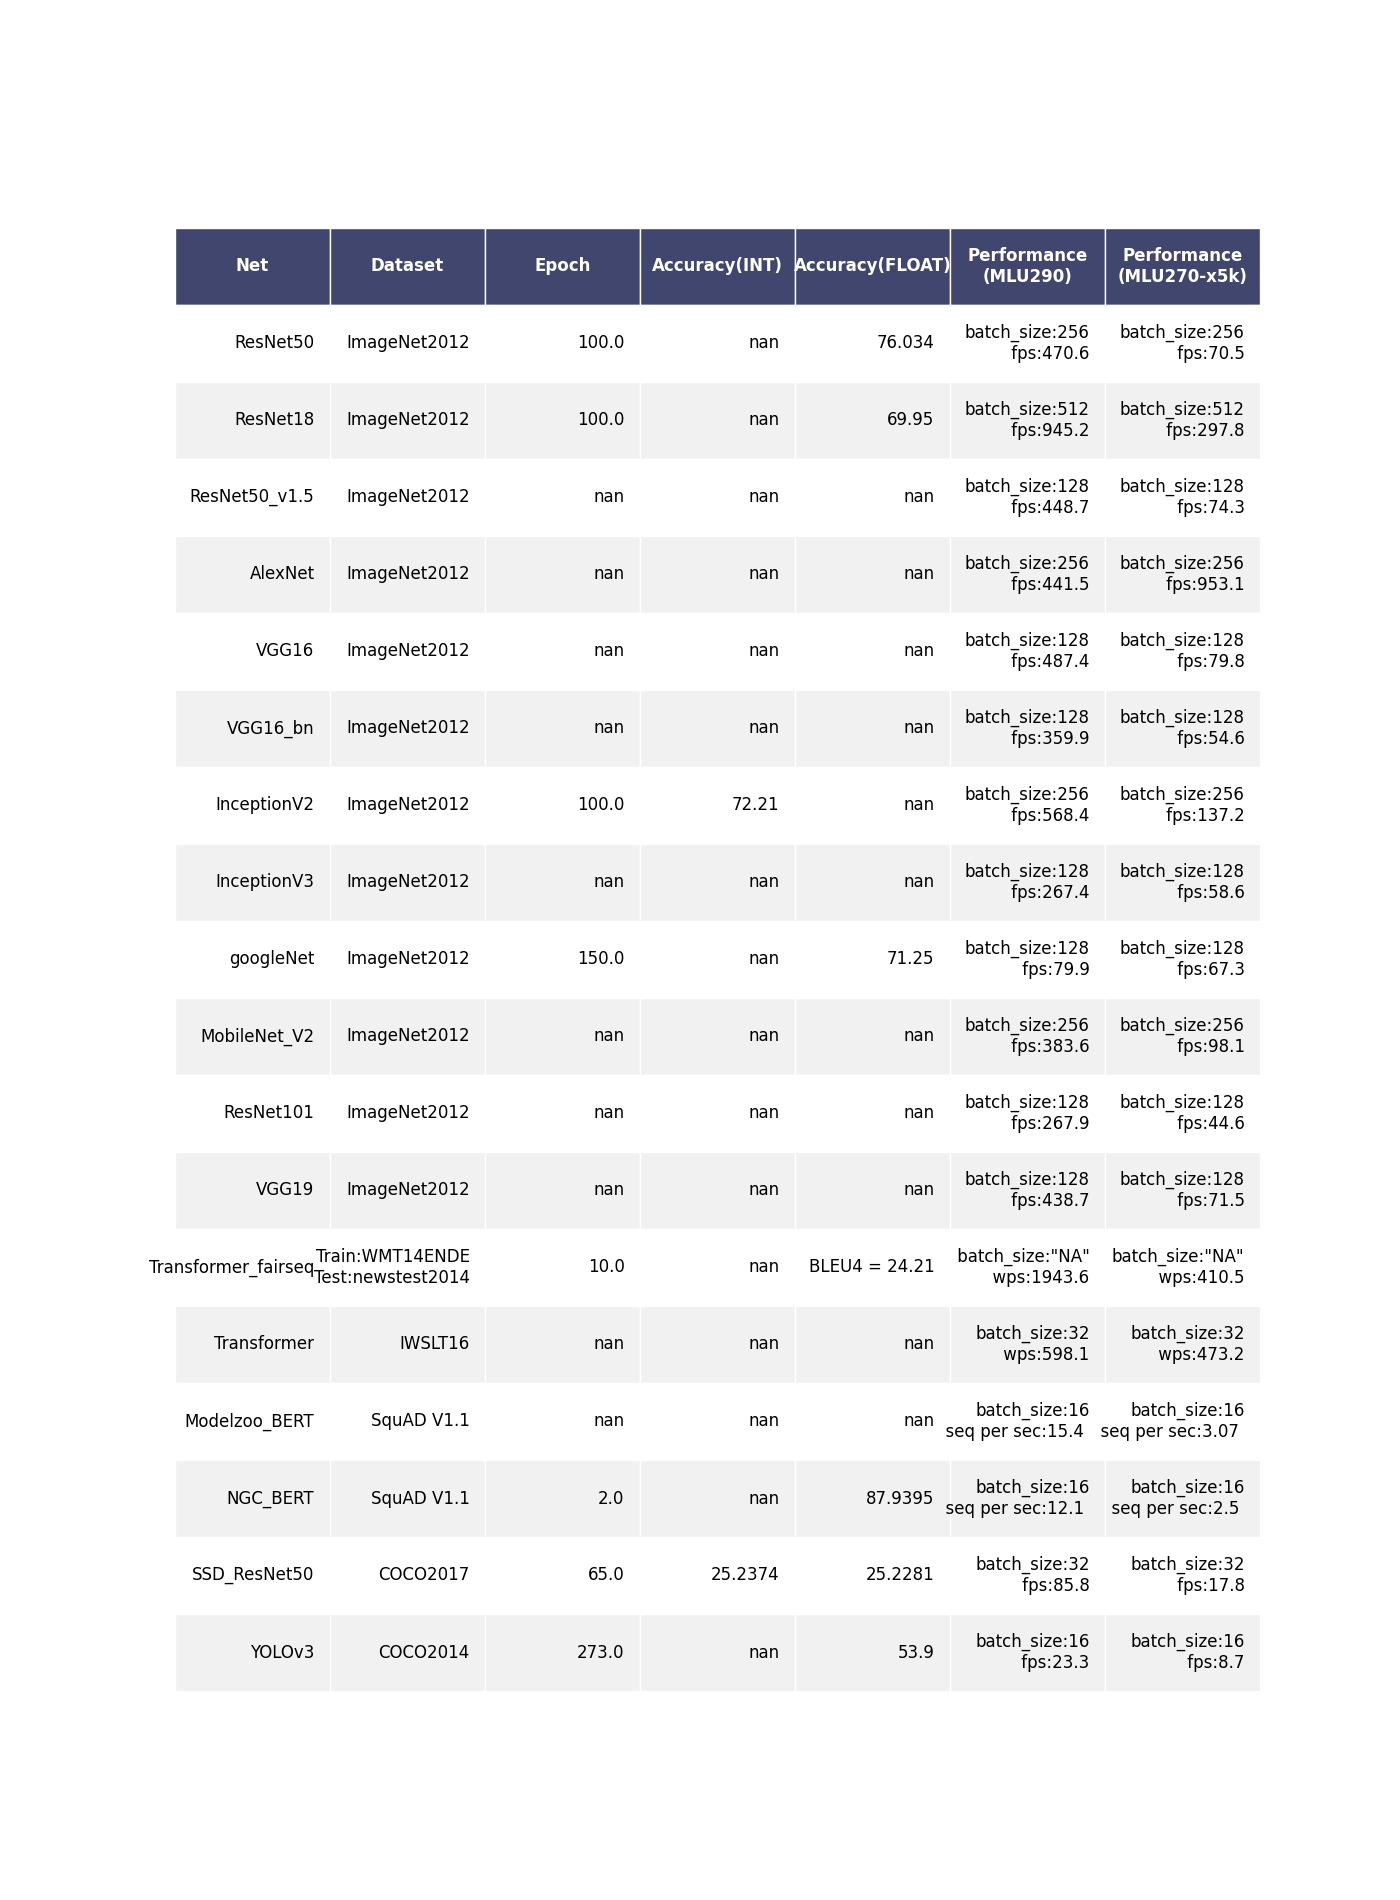 Net Dataset Epoch Accuracy(INT) Accuracy(FLOAT) Performance (MLU290) Performance (MLU270-x5k)
ResNet50 ImageNet2012 100.0 nan 76.034 batch_size:256 fps:470.6 batch_size:256 fps:70.5
ResNet18 ImageNet2012 100.0 nan 69.95 batch_size:512 fps:945.2 batch_size:512 fps:297.8
ResNet50_v1.5 ImageNet2012 nan nan nan batch_size:128 fps:448.7 batch_size:128 fps:74.3
AlexNet ImageNet2012 nan nan nan batch_size:256 fps:441.5 batch_size:256 fps:953.1
VGG16 ImageNet2012 nan nan nan batch_size:128 fps:487.4 batch_size:128 fps:79.8
VGG16_bn ImageNet2012 nan nan nan batch_size:128 fps:359.9 batch_size:128 fps:54.6
InceptionV2 ImageNet2012 100.0 72.21 nan batch_size:256 fps:568.4 batch_size:256 fps:137.2
InceptionV3 ImageNet2012 nan nan nan batch_size:128 fps:267.4 batch_size:128 fps:58.6
googleNet ImageNet2012 150.0 nan 71.25 batch_size:128 fps:79.9 batch_size:128 fps:67.3
MobileNet_V2 ImageNet2012 nan nan nan batch_size:256 fps:383.6 batch_size:256 fps:98.1
ResNet101 ImageNet2012 nan nan nan batch_size:128 fps:267.9 batch_size:128 fps:44.6
VGG19 ImageNet2012 nan nan nan batch_size:128 fps:438.7 batch_size:128 fps:71.5
Transformer_fairseq Train:WMT14ENDE Test:newstest2014 10.0 nan BLEU4 = 24.21 batch_size:"NA" wps:1943.6 batch_size:"NA" wps:410.5
Transformer IWSLT16 nan nan nan batch_size:32 wps:598.1 batch_size:32 wps:473.2
Modelzoo_BERT SquAD V1.1 nan nan nan batch_size:16 seq per sec:15.4 batch_size:16 seq per sec:3.07
NGC_BERT SquAD V1.1 2.0 nan 87.9395 batch_size:16 seq per sec:12.1 batch_size:16 seq per sec:2.5
SSD_ResNet50 COCO2017 65.0 25.2374 25.2281 batch_size:32 fps:85.8 batch_size:32 fps:17.8
YOLOv3 COCO2014 273.0 nan 53.9 batch_size:16 fps:23.3 batch_size:16 fps:8.7